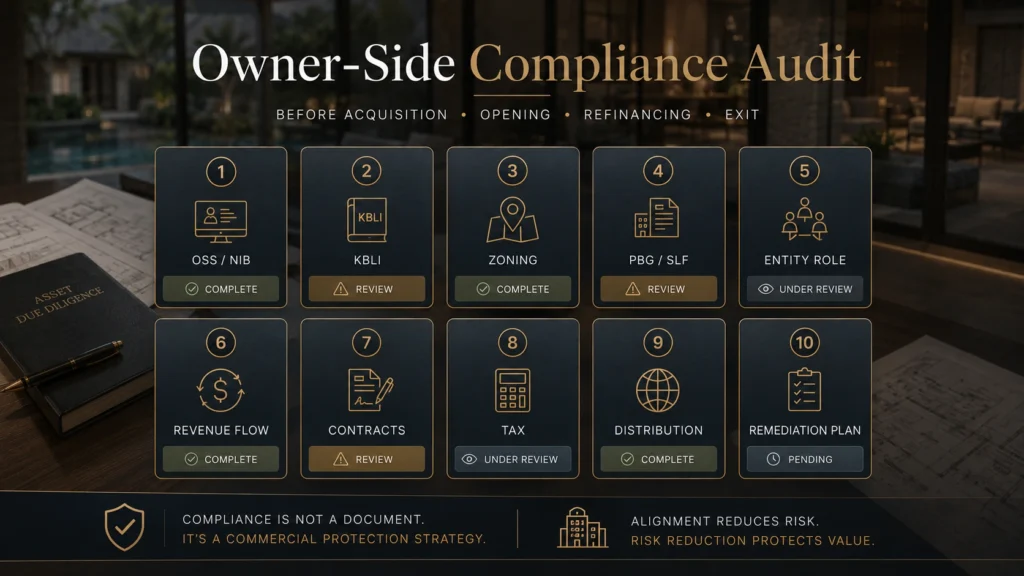 Owner-Side Compliance Audit
BEFORE ACQUISITION • OPENING • REFINANCING • EXIT
1
OSS / NIB
COMPLETE
2
KBLI
KBLI
REVIEW
3
ZONING
COMPLETE
4
PBG / SLF
REVIEW
5
ENTITY ROLE
UNDER REVIEW
6
$
REVENUE FLOW
COMPLETE
7
CONTRACTS
REVIEW
8
TAX
UNDER REVIEW
9
DISTRIBUTION
COMPLETE
10
REMEDIATION PLAN
PENDING
ASSET
DUE DILIGENCE
COMPLIANCE IS NOT A DOCUMENT.
IT'S A COMMERCIAL PROTECTION STRATEGY.
ALIGNMENT REDUCES RISK.
RISK REDUCTION PROTECTS VALUE.